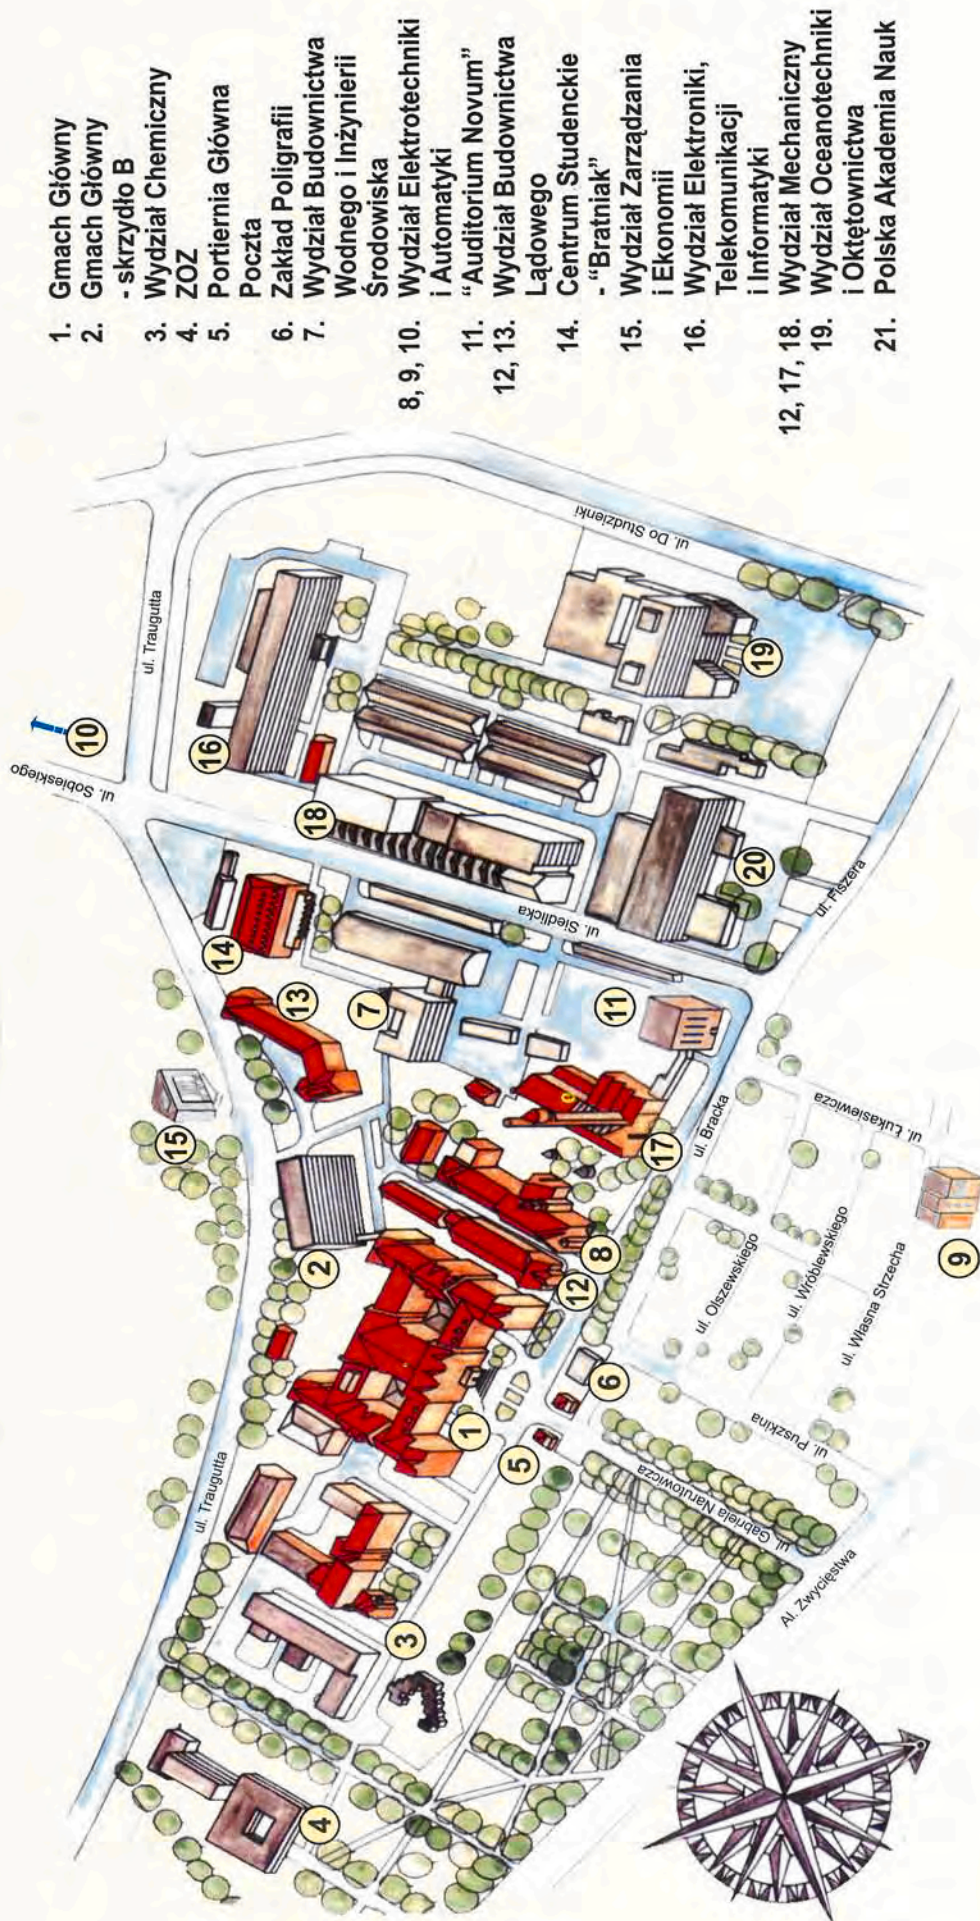 1. Gmach Główny
2. Gmach Główny
- skrzydło B
3. Wydział Chemiczny
4. ZOZ
5. Portiernia Główna
Poczta
6. Zakład Poligrafii
7. Wydział Budownictwa
Wodnego i Inżynierii
Środowiska
8, 9, 10. Wydział Elektrotechniki
i Automatyki
11. “Auditorium Novum”
12, 13. Wydział Budownictwa
Lądowego
14. Centrum Studenckie
- “Bratniak”
15. Wydział Zarządzania
i Ekonomii
16. Wydział Elektroniki,
Telekomunikacji
i Informatyki
12, 17, 18. Wydział Mechaniczny
19. Wydział Oceanotechniki
i Oktętownictwa
21. Polska Akademia Nauk
ul. Traugutta
ul. Traugutta
ul. Sobieskiego
ul. Do Studzienki
ul. Siedlicka
ul. Fiszera
ul. Bracka
ul. Łukasiewicza
ul. Olszewskiego
ul. Wróblewskiego
ul. Własna Strzecha
ul. Puszkina
ul. Gabriela Narutowicza
Al. Zwycięstwa
1
2
3
4
5
6
7
8
9
10
11
12
13
14
15
16
17
18
19
20